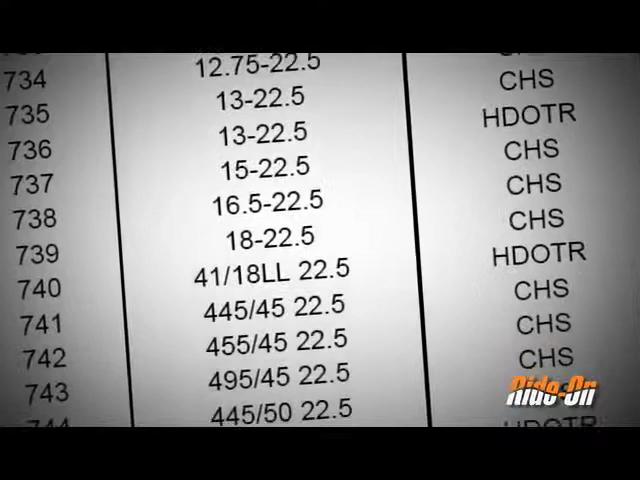 734 12.75-22.5
735 13-22.5 CHS
736 13-22.5 HDOTR
737 15-22.5 CHS
738 16.5-22.5 CHS
739 18-22.5 CHS
740 41/18LL 22.5 HDOTR
741 445/45 22.5 CHS
742 455/45 22.5 CHS
743 495/45 22.5 CHS
744 445/50 22.5
HDOTR
Ride-On